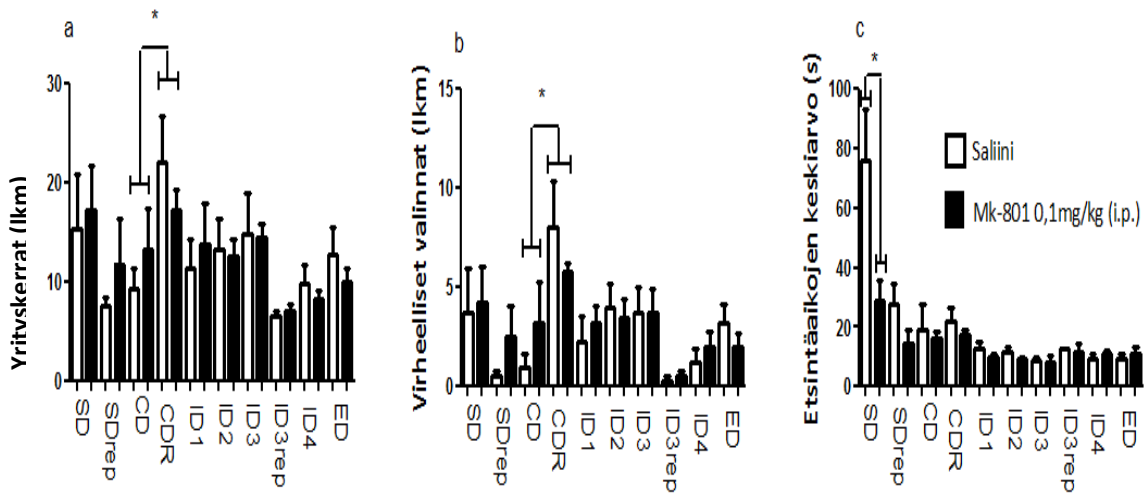 a
*
Yrityskerrat (lkm)
30
20
10
0
SD
SDrep
CD
CDR
ID1
ID2
ID3
ID3rep
ID4
ED
b
*
Virheelliset valinnat (lkm)
15
10
5
0
SD
SDrep
CD
CDR
ID1
ID2
ID3
ID3rep
ID4
ED
c
*
Etsintäaikojen keskiarvo (s)
100
80
60
40
20
0
SD
SDrep
CD
CDR
ID1
ID2
ID3
ID3rep
ID4
ED
Saliini
Mk-801 0,1mg/kg (i.p.)